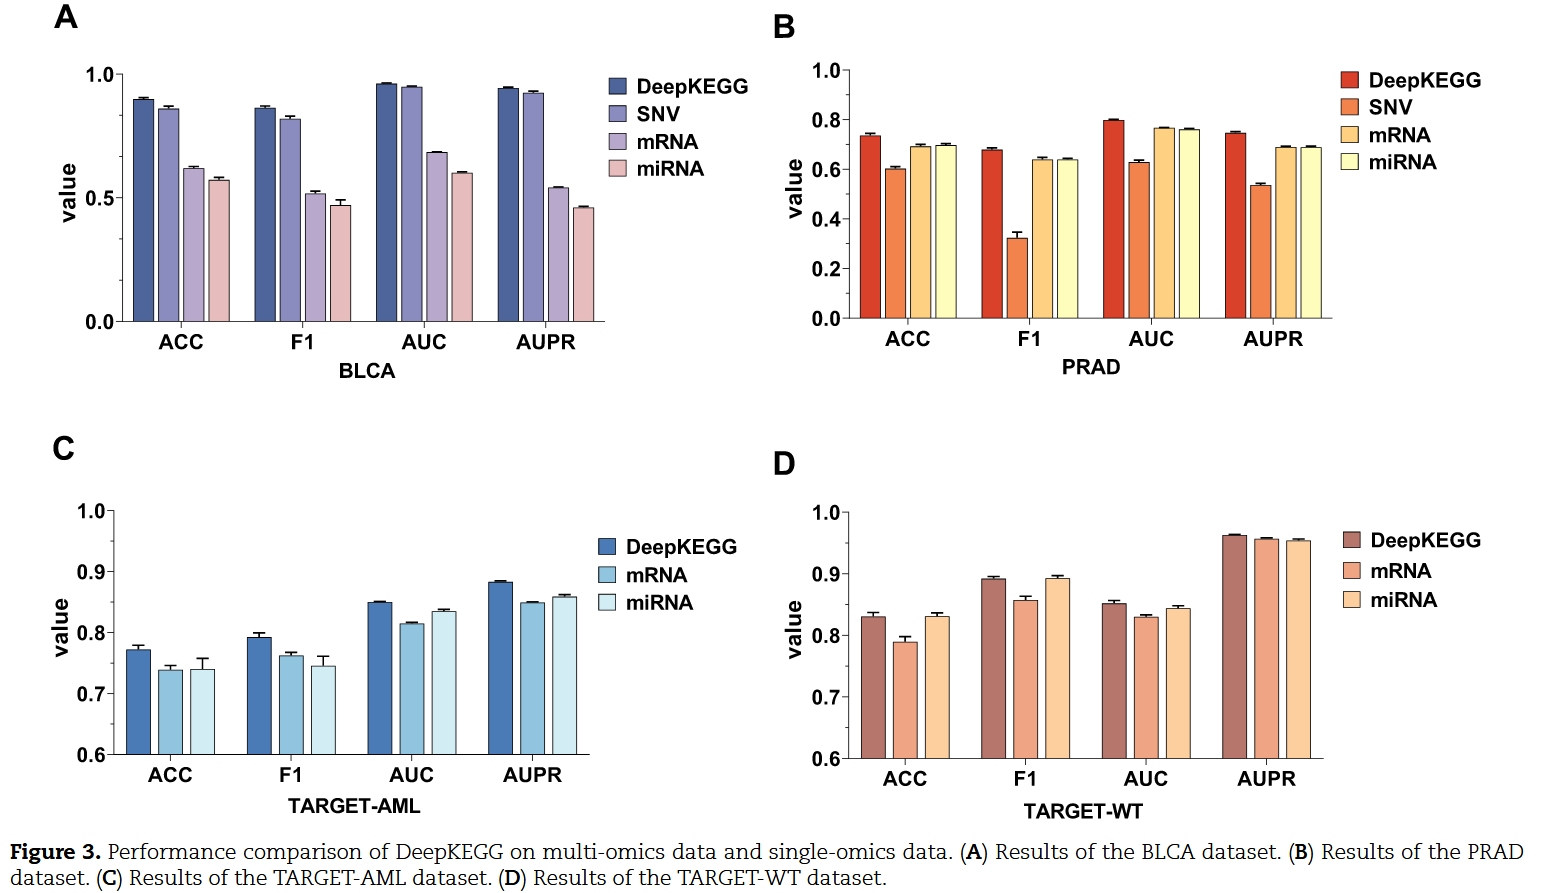 A
1.0
0.5
0.0
value
ACC
F1
AUC
AUPR
BLCA
DeepKEGG
SNV
mRNA
miRNA
B
1.0
0.8
0.6
0.4
0.2
0.0
value
ACC
F1
AUC
AUPR
PRAD
DeepKEGG
SNV
mRNA
miRNA
C
1.0
0.9
0.8
0.7
0.6
value
ACC
F1
AUC
AUPR
TARGET-AML
DeepKEGG
mRNA
miRNA
D
1.0
0.9
0.8
0.7
0.6
value
ACC
F1
AUC
AUPR
TARGET-WT
DeepKEGG
mRNA
miRNA
Figure 3. Performance comparison of DeepKEGG on multi-omics data and single-omics data. (A) Results of the BLCA dataset. (B) Results of the PRAD
dataset. (C) Results of the TARGET-AML dataset. (D) Results of the TARGET-WT dataset.